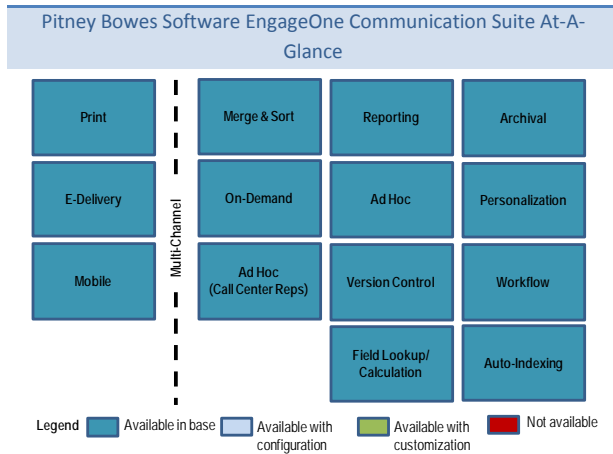 Pitney Bowes Software EngageOne Communication Suite At-A-
Glance
Print
Merge & Sort
Reporting
Archival
E-Delivery
Multi-Channel
On-Demand
Ad Hoc
Personalization
Mobile
Ad Hoc
(Call Center Reps)
Version Control
Workflow
Field Lookup/
Calculation
Auto-Indexing
Legend
Available in base
Available with
configuration
Available with
customization
Not available